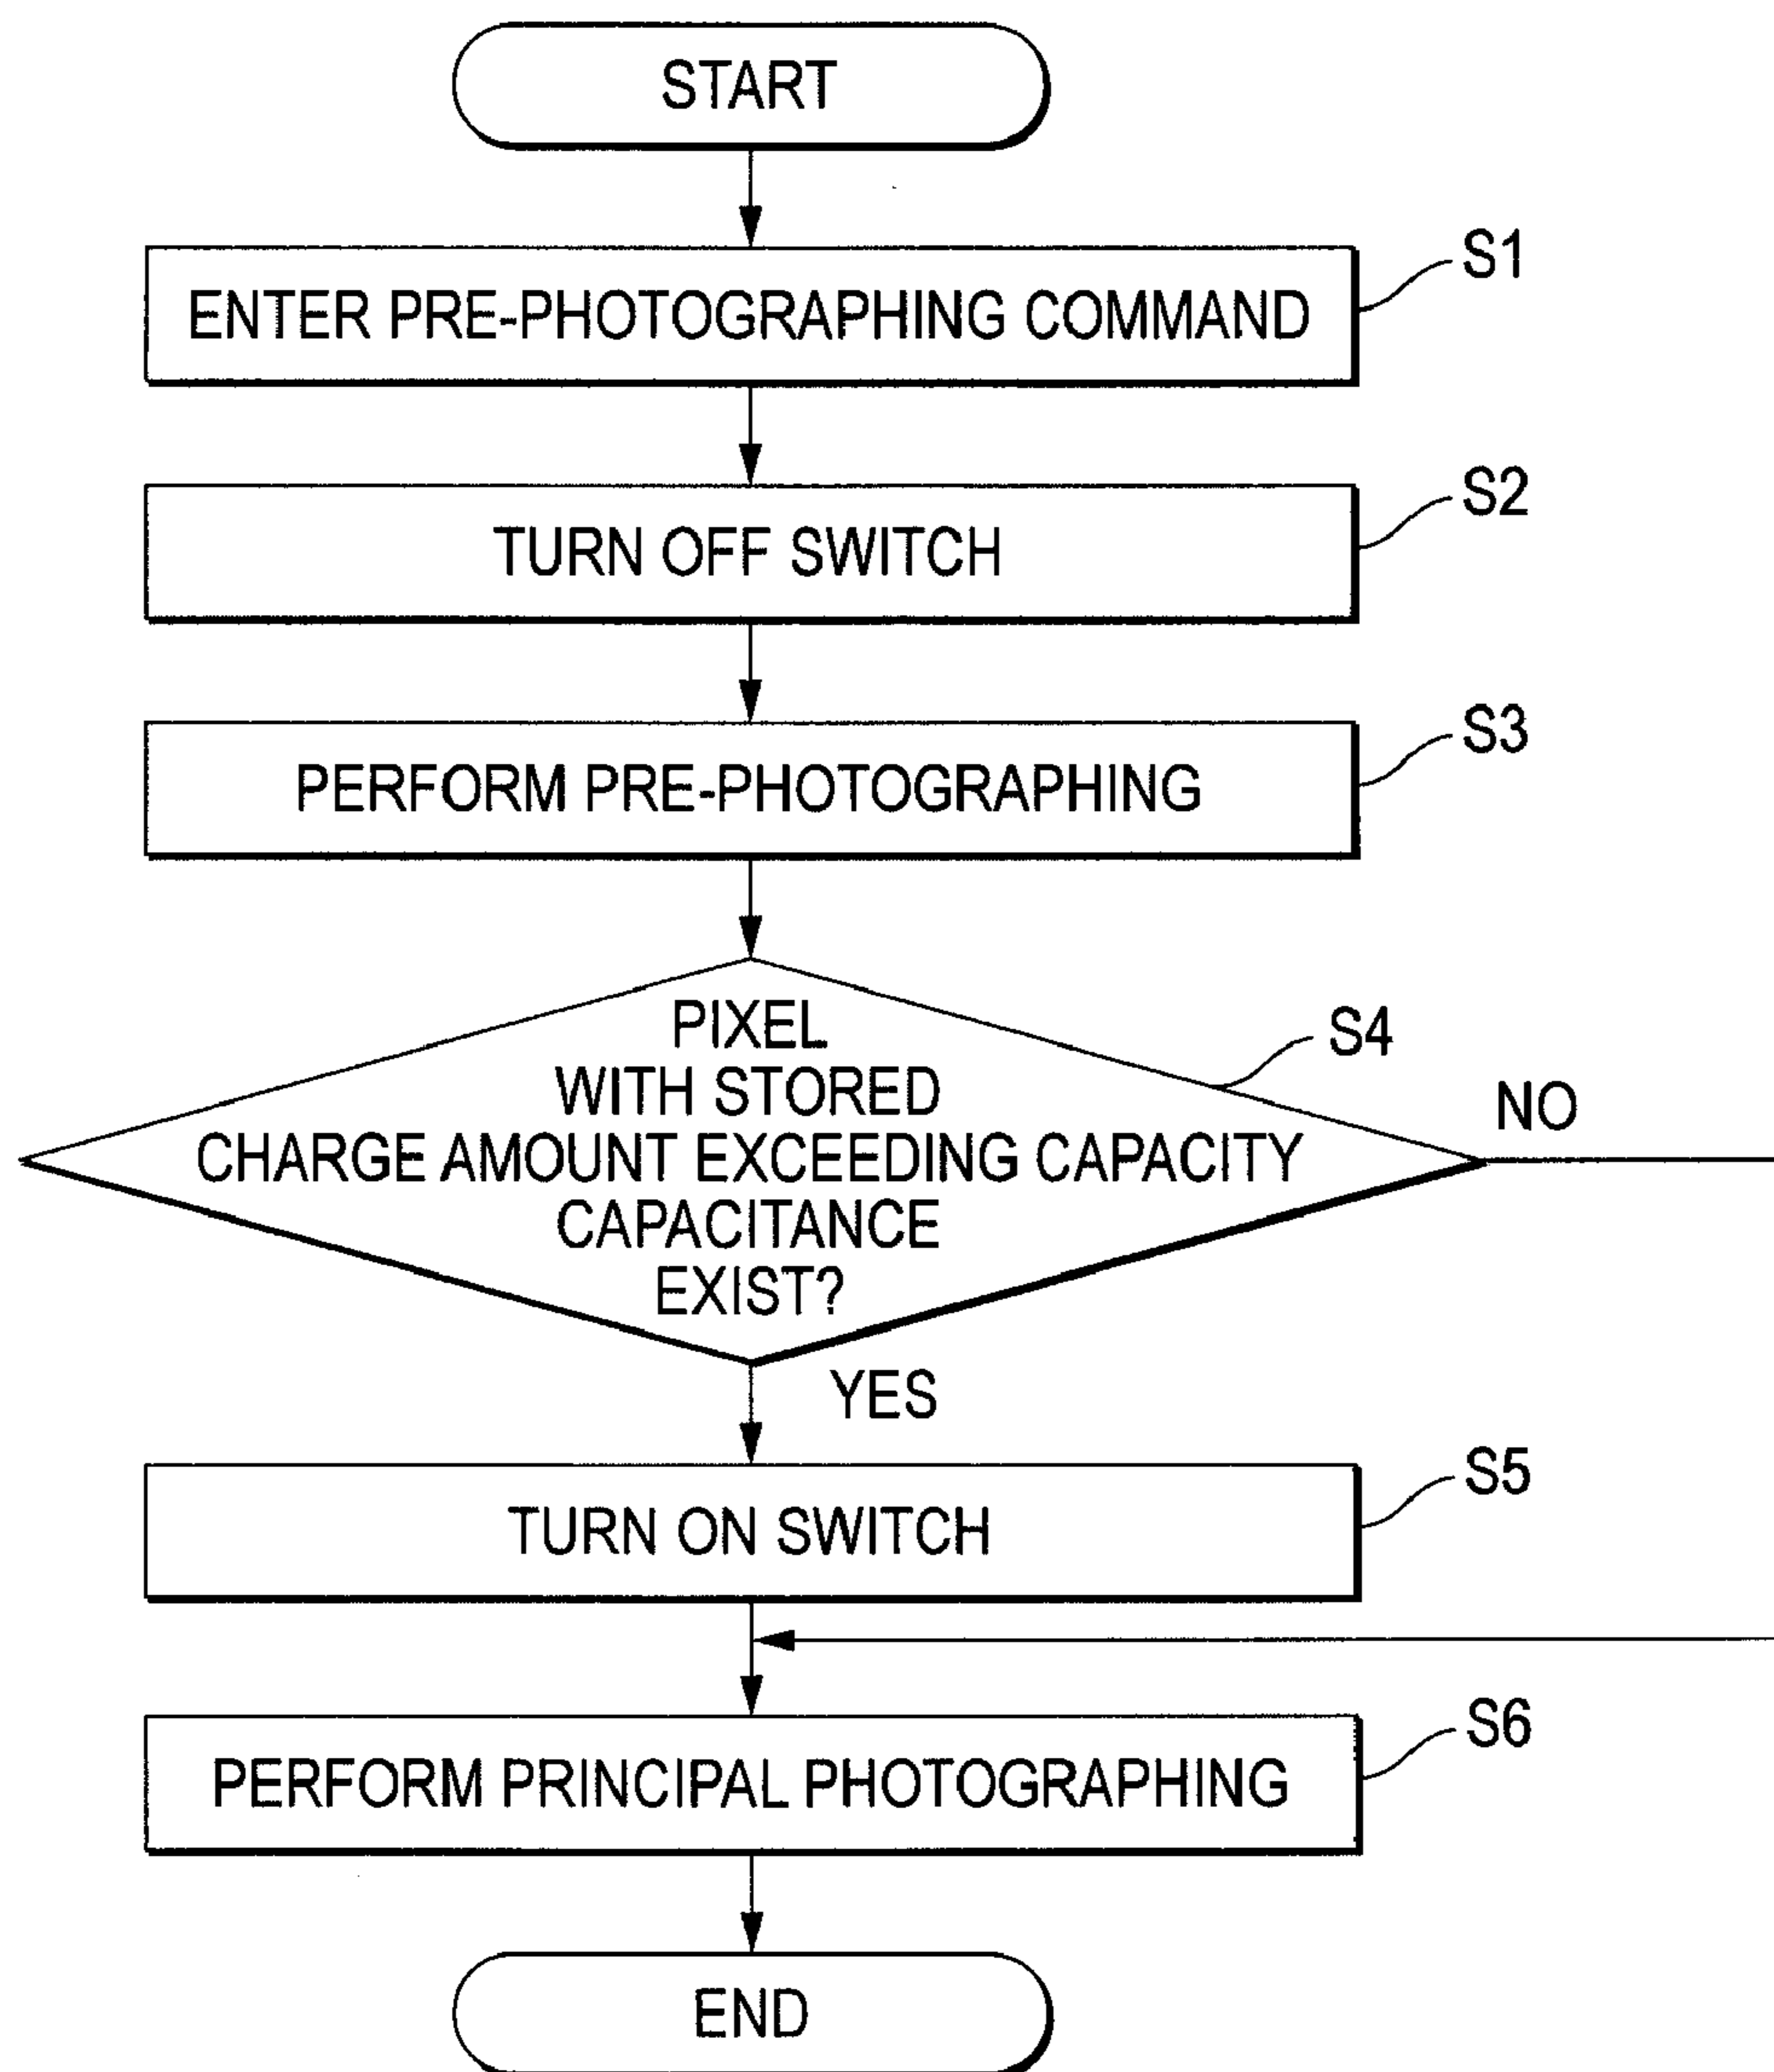 START
ENTER PRE-PHOTOGRAPHING COMMAND
S1
TURN OFF SWITCH
S2
PERFORM PRE-PHOTOGRAPHING
S3
PIXEL
WITH STORED
CHARGE AMOUNT EXCEEDING CAPACITY
CAPACITANCE
EXIST?
S4
NO
YES
TURN ON SWITCH
S5
PERFORM PRINCIPAL PHOTOGRAPHING
S6
END